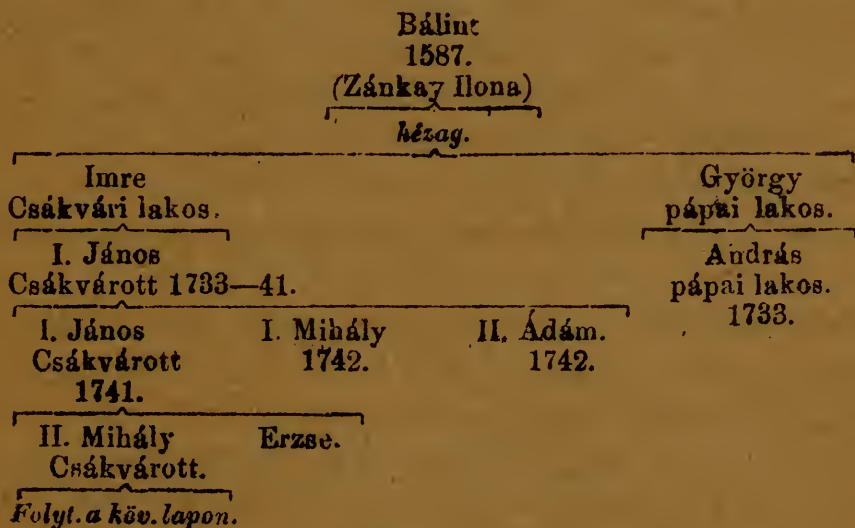 Bálint
1587.
(Zánkay Ilona)
hézag.
Imre György
Csákvári lakos. pápai lakos.
I. János András
Csákvárott 1733—41. pápai lakos.
1733.
I. János I. Mihály II. Ádám.
Csákvárott 1742. 1742.
1741.
II. Mihály Erzse.
Csákvárott.
Folyt. a köv. lapon.